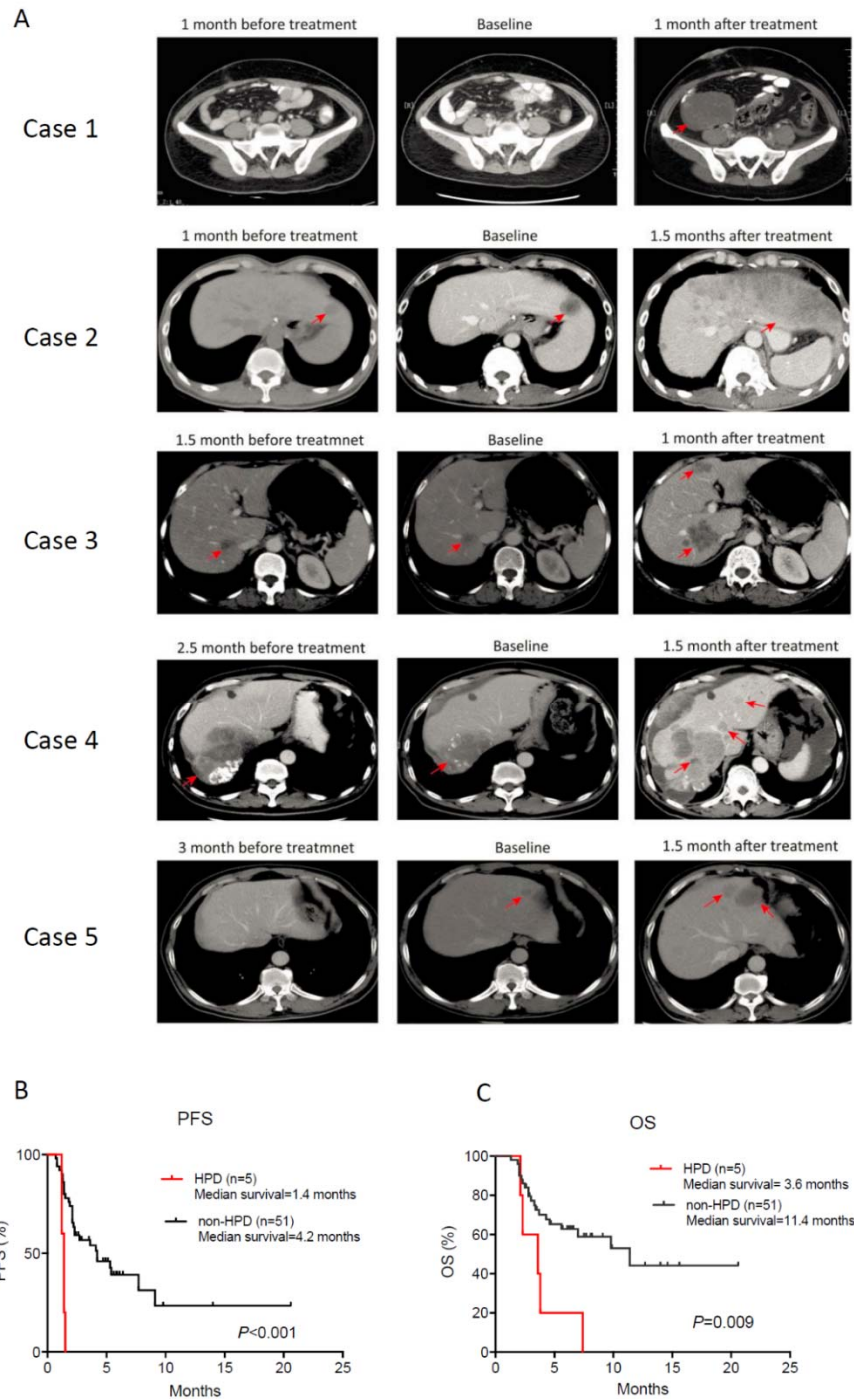 A
1 month before treatment
Baseline
1 month after treatment
Case 1
1 month before treatment
Baseline
1.5 months after treatment
Case 2
1.5 month before treatmnet
Baseline
1 month after treatment
Case 3
2.5 month before treatment
Baseline
1.5 month after treatment
Case 4
3 month before treatmnet
Baseline
1.5 month after treatment
Case 5
B
PFS
PFS (%)
100
50
0
0 5 10 15 20 25
Months
HPD (n=5)
Median survival=1.4 months
non-HPD (n=51)
Median survival=4.2 months
P<0.001
C
OS
OS (%)
100
80
60
40
20
0
0 5 10 15 20 25
Months
HPD (n=5)
Median survival= 3.6 months
non-HPD (n=51)
Median survival=11.4 months
P=0.009